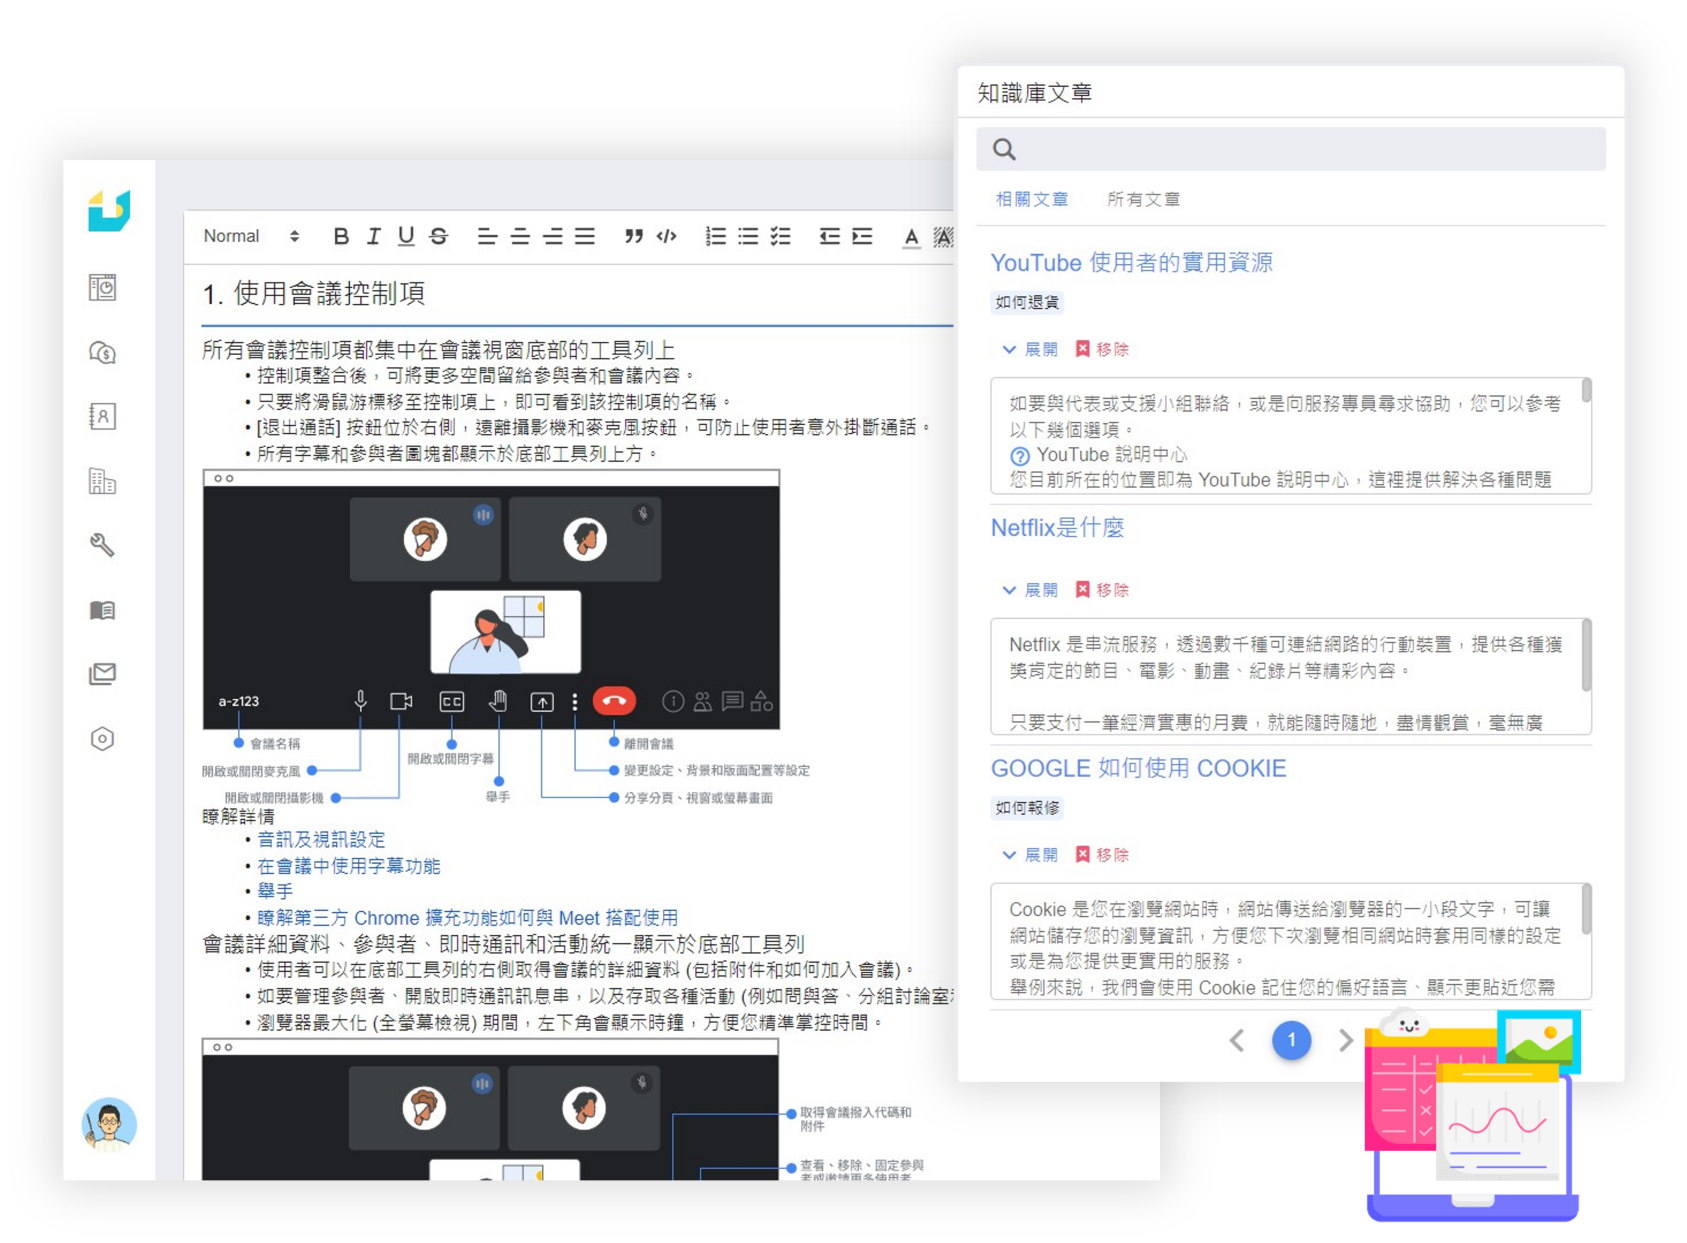 Normal
1. 使用會議控制項
所有會議控制項都集中在會議視窗底部的工具列上
• 控制項整合後，可將更多空間留給參與者和會議內容。
• 只要將滑鼠游標移至控制項上，即可看到該控制項的名稱。
• [退出通話] 按鈕位於右側，遠離攝影機和麥克風按鈕，可防止使用者意外掛斷通話。
• 所有字幕和參與者圖塊都顯示於底部工具列上方。
a-z123
CC
會議名稱
開啟或關閉麥克風
開啟或關閉攝影機
開啟或關閉字幕
舉手
離開會議
變更設定、背景和版面配置等設定
分享分頁、視窗或螢幕畫面
瞭解詳情
• 音訊及視訊設定
• 在會議中使用字幕功能
• 舉手
• 瞭解第三方 Chrome 擴充功能如何與 Meet 搭配使用
會議詳細資料、參與者、即時通訊和活動統一顯示於底部工具列
• 使用者可以在底部工具列的右側取得會議的詳細資料 (包括附件和如何加入會議)。
• 如要管理參與者、開啟即時通訊訊息串，以及存取各種活動 (例如問與答、分組討論室
• 瀏覽器最大化 (全螢幕檢視) 期間，左下角會顯示時鐘，方便您精準掌控時間。
取得會議撥入代碼和
附件
查看、移除、固定參與
者或邀請更多使用者
知識庫文章
相關文章 所有文章
YouTube 使用者的實用資源
如何退貨
展開 移除
如要與代表或支援小組聯絡，或是向服務專員尋求協助，您可以參考
以下幾個選項。
YouTube 說明中心
您目前所在的位置即為 YouTube 說明中心，這裡提供解決各種問題
Netflix是什麼
展開 移除
Netflix 是串流服務，透過數千種可連結網路的行動裝置，提供各種獲
獎肯定的節目、電影、動畫、紀錄片等精彩內容。
只要支付一筆經濟實惠的月費，就能隨時隨地，盡情觀賞，毫無廣
GOOGLE 如何使用 COOKIE
如何報修
展開 移除
Cookie 是您在瀏覽網站時，網站傳送給瀏覽器的一小段文字，可讓
網站儲存您的瀏覽資訊，方便您下次瀏覽相同網站時套用同樣的設定
或是為您提供更實用的服務。
舉例來說，我們會使用 Cookie 記住您的偏好語言、顯示更貼近您需
1